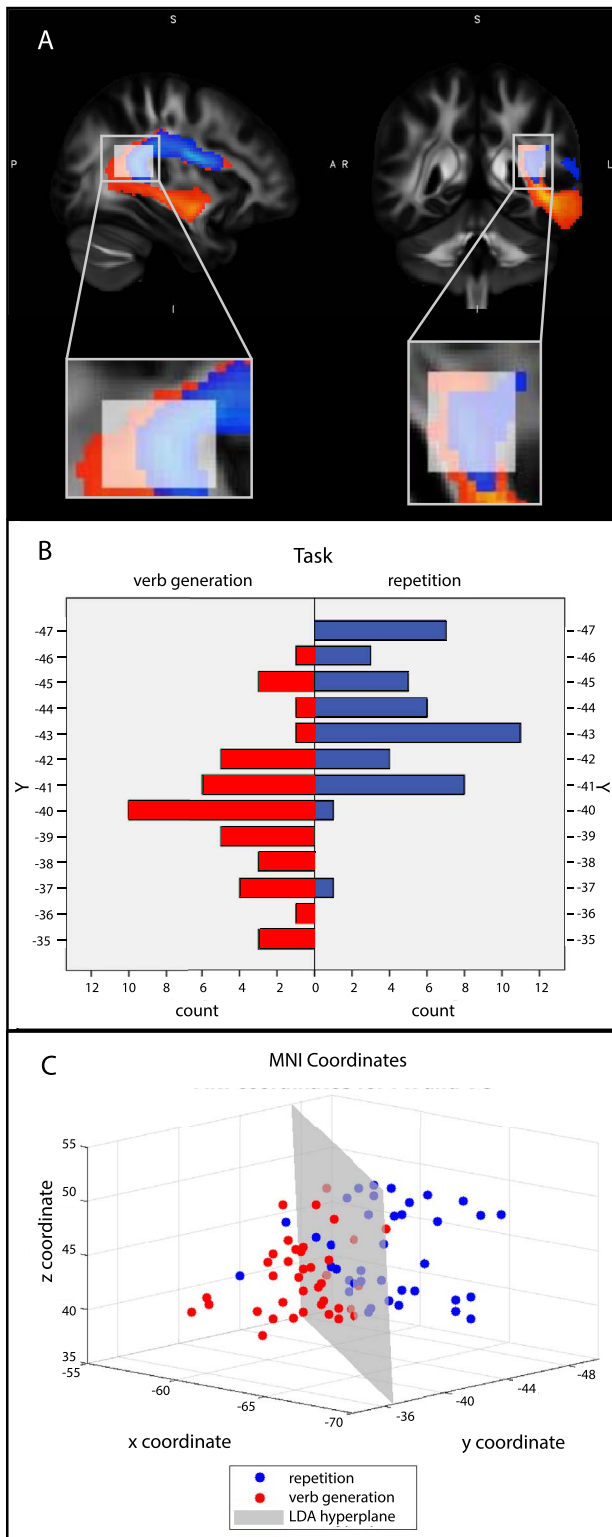 A
S
S
P
A R
L
I
I
B
Task
verb generation
repetition
-47
-47
-46
-46
-45
-45
-44
-44
-43
-43
-42
-42
-41
-41
Y
Y
-40
-40
-39
-39
-38
-38
-37
-37
-36
-36
-35
-35
12 10 8 6 4 2 0 2 4 6 8 10 12
count
count
C
MNI Coordinates
55
50
45
40
35
z coordinate
-55
-60
-65
-70
x coordinate
-36
-40
-44
-48
y coordinate
repetition
verb generation
LDA hyperplane